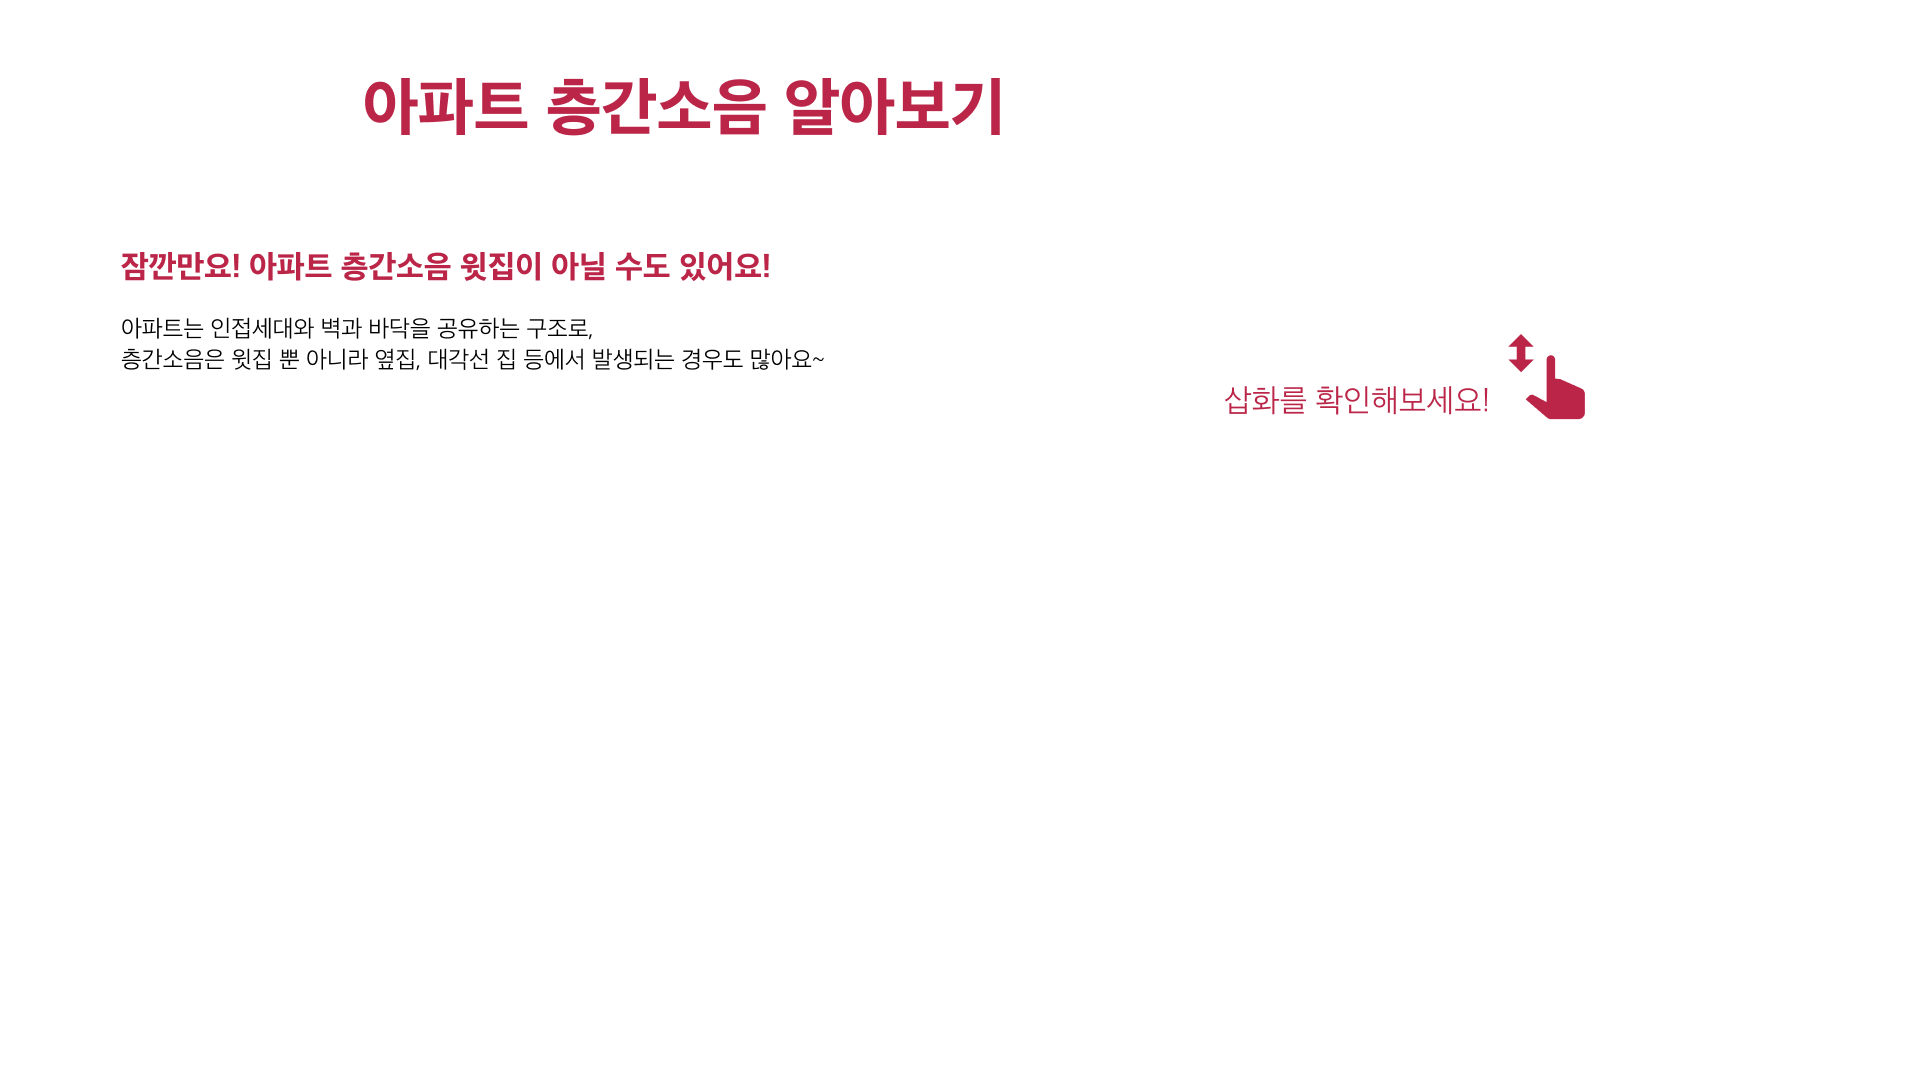 아파트 층간소음 알아보기
잠깐만요! 아파트 층간소음 윗집이 아닐 수도 있어요!
아파트는 인접세대와 벽과 바닥을 공유하는 구조로,
층간소음은 윗집 뿐 아니라 옆집, 대각선 집 등에서 발생되는 경우도 많아요~
삽화를 확인해보세요!